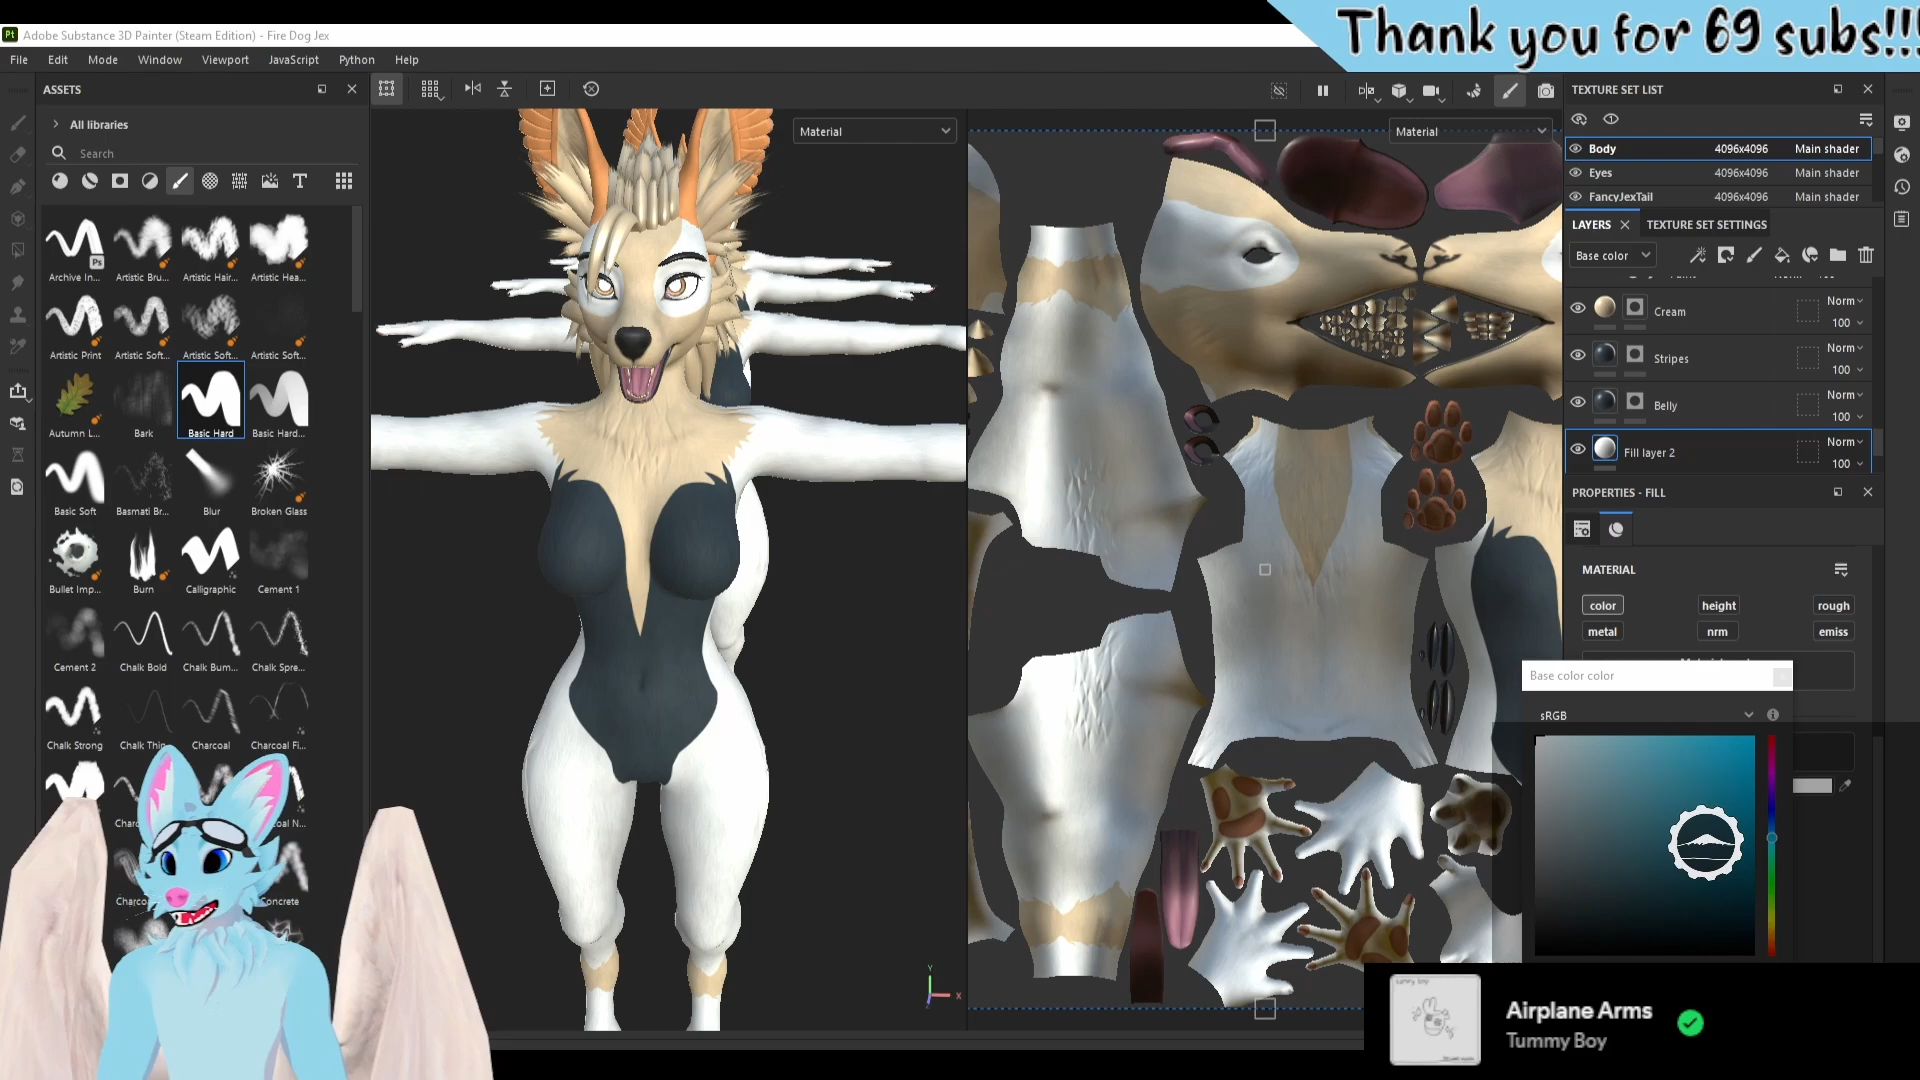 Thank you for 69 subs!!!
Pt Adobe Substance 3D Painter (Steam Edition) - Fire Dog Jex
File Edit Mode Window Viewport JavaScript Python Help
ASSETS
All libraries
Search
Archive In... Artistic Bru... Artistic Hair... Artistic Hea...
Ps
Artistic Print Artistic Soft... Artistic Soft... Artistic Soft...
Autumn L... Bark Basic Hard Basic Hard...
Basic Soft Basmati Br... Blur Broken Glass
Bullet Imp... Burn Calligraphic Cement 1
Cement 2 Chalk Bold Chalk Bum... Chalk Spre...
Chalk Strong Chalk Thin Charcoal Charcoal Fi...
Material
Material
Y
X
TEXTURE SET LIST
Body 4096x4096 Main shader
Eyes 4096x4096 Main shader
FancyJexTail 4096x4096 Main shader
LAYERS TEXTURE SET SETTINGS
Base color
Cream Norm 100
Stripes Norm 100
Belly Norm 100
Fill layer 2 Norm 100
PROPERTIES - FILL
MATERIAL
color height rough
metal nrm emiss
Base color color
sRGB
Airplane Arms
Tummy Boy